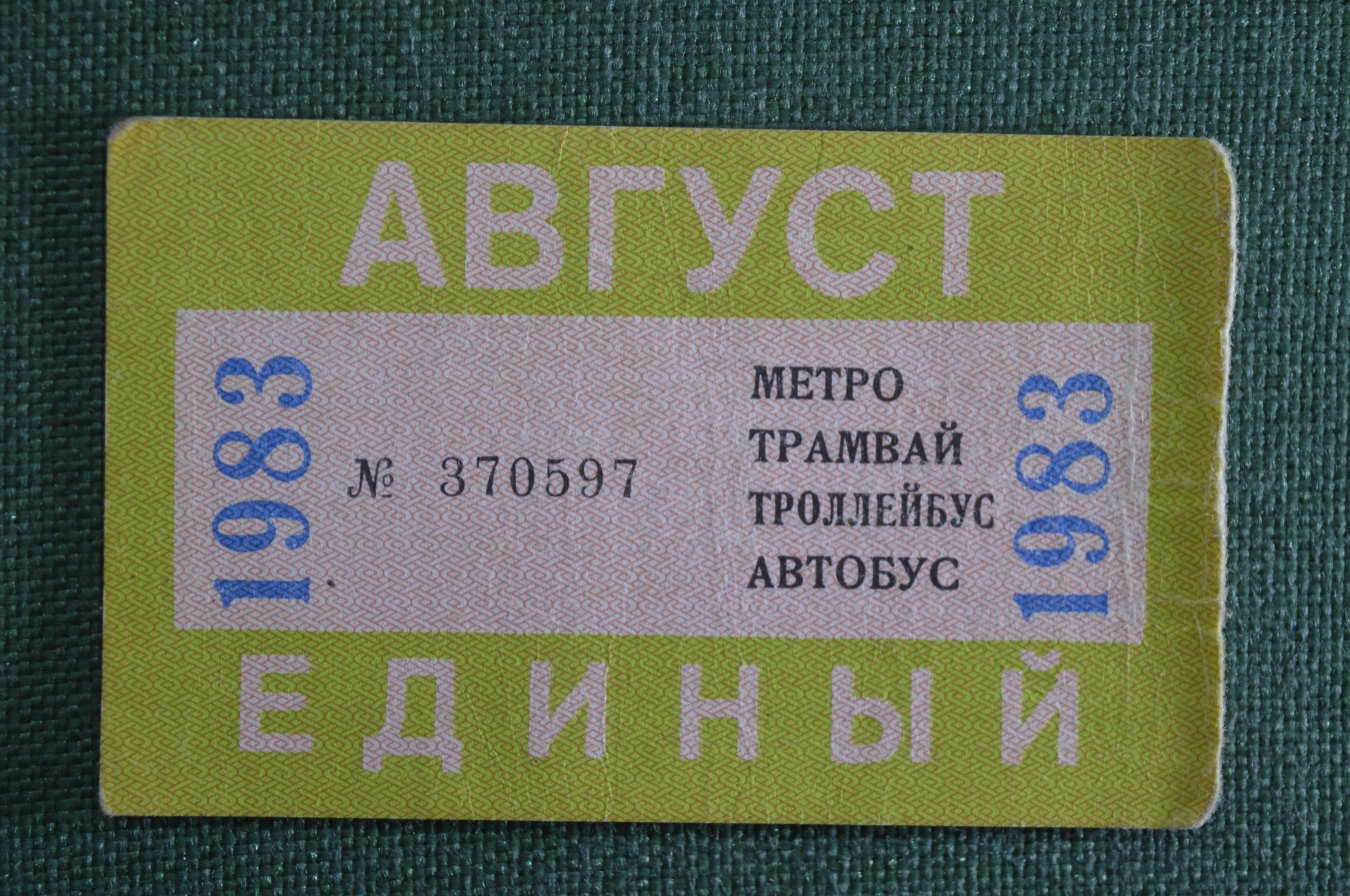 АВГУСТ
1983
№ 370597
МЕТРО
ТРАМВАЙ
ТРОЛЛЕЙБУС
АВТОБУС
1983
ЕДИНЫЙ